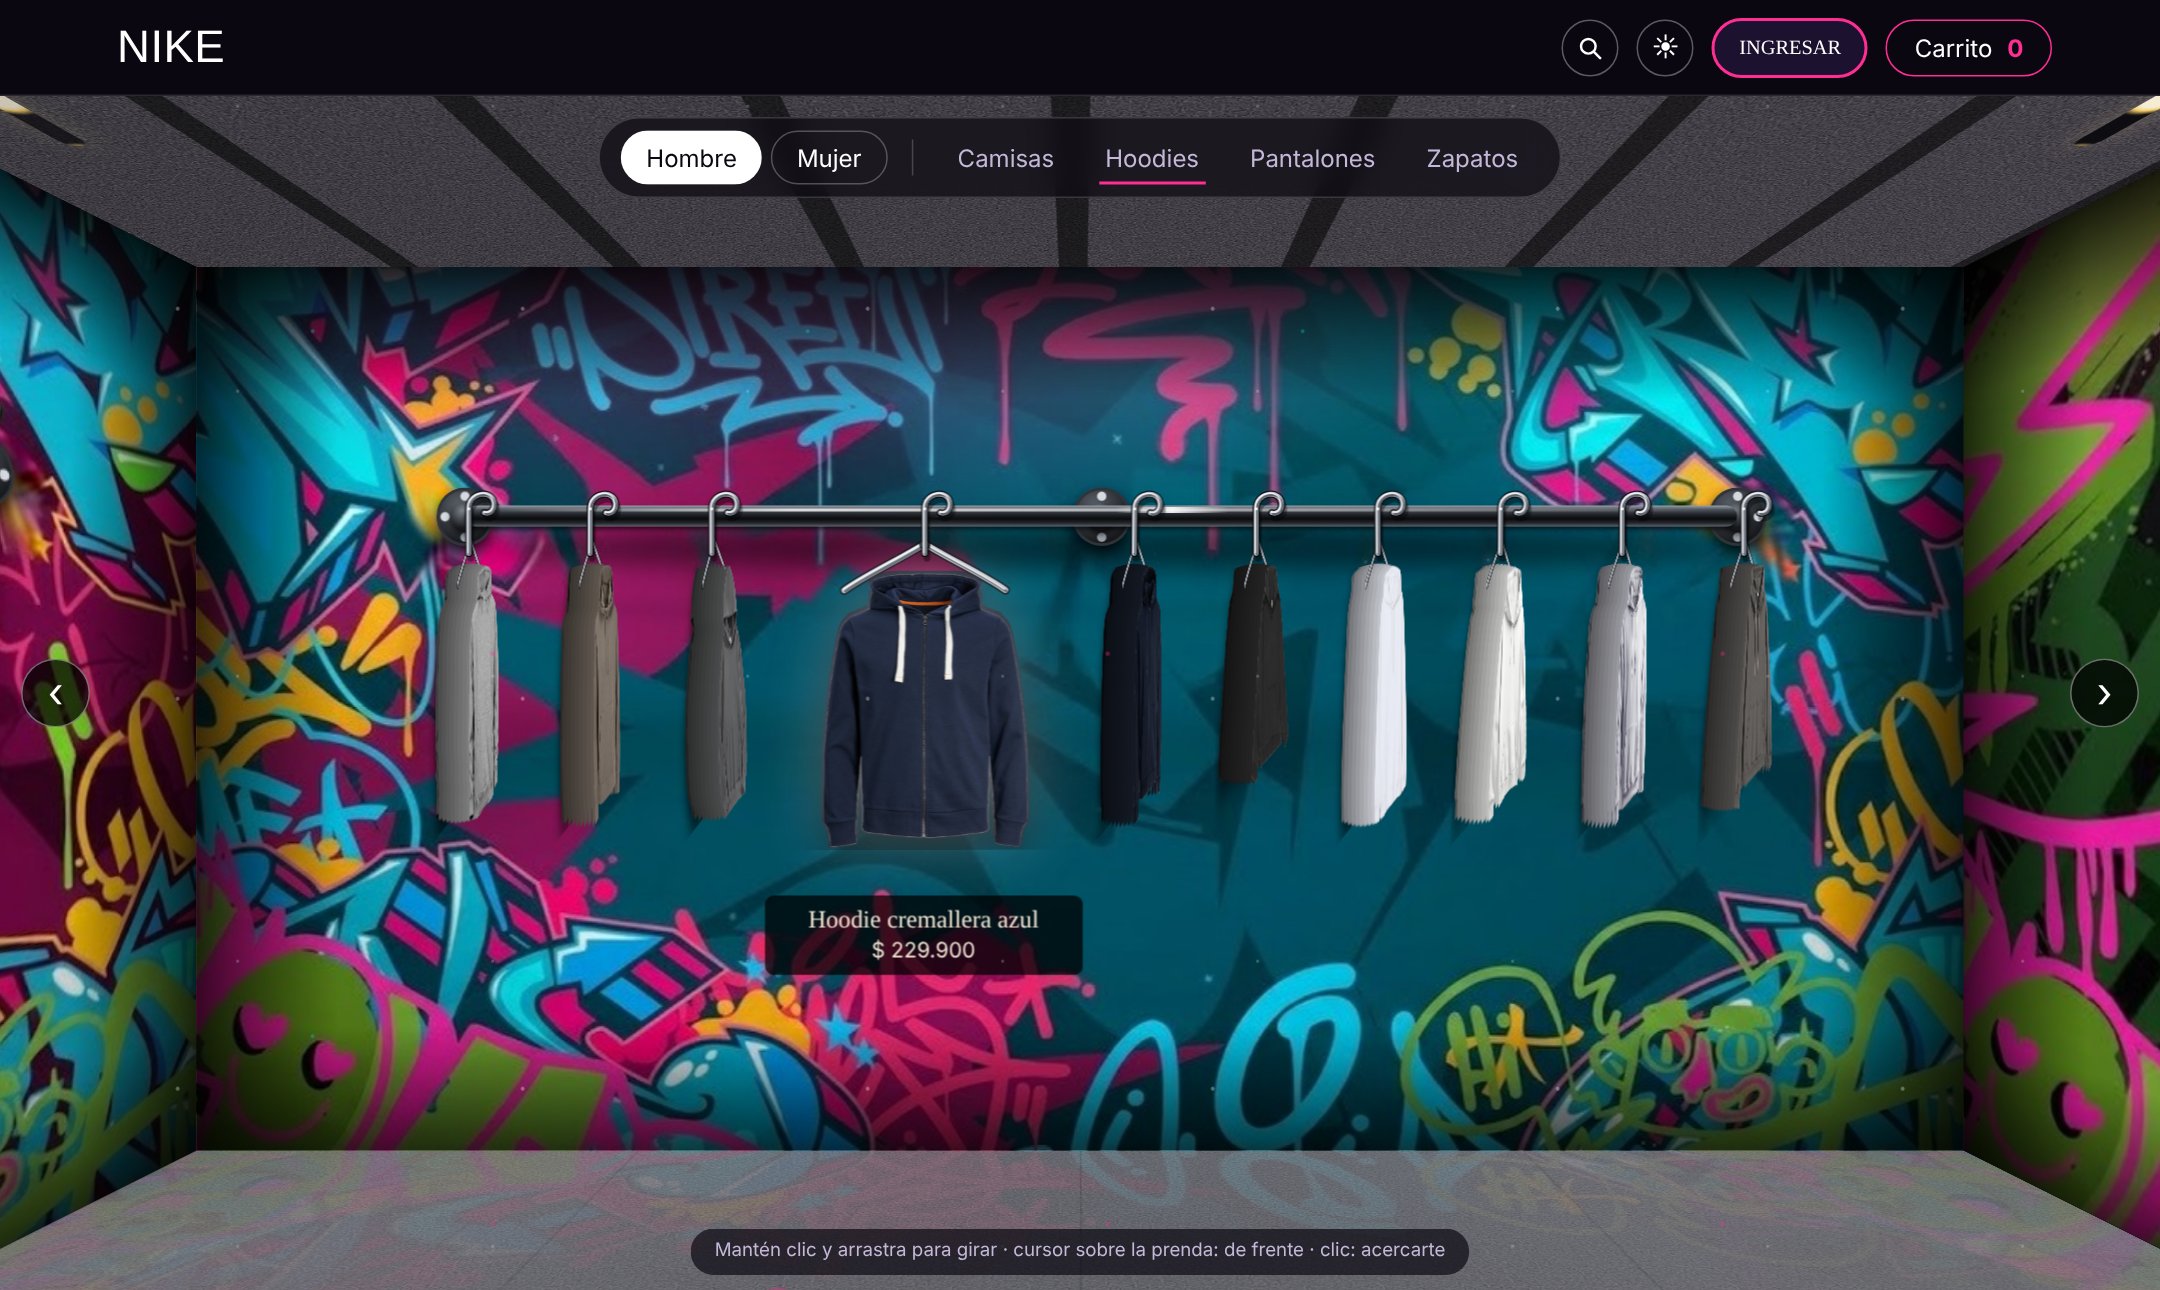 NIKE
INGRESAR
Carrito 0
Hombre
Mujer
Camisas
Hoodies
Pantalones
Zapatos
Hoodie cremallera azul
$ 229.900
Mantén clic y arrastra para girar · cursor sobre la prenda: de frente · clic: acercarte